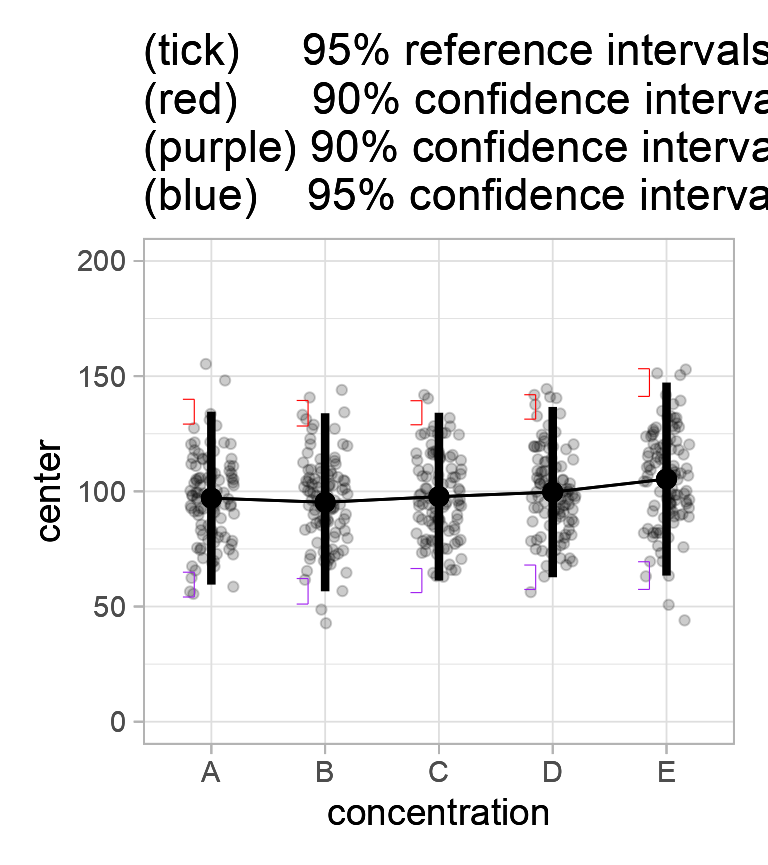 (tick) 95% reference intervals
(red) 90% confidence interva
(purple) 90% confidence interva
(blue) 95% confidence interva
200
150
100
50
0
center
A B C D E
concentration